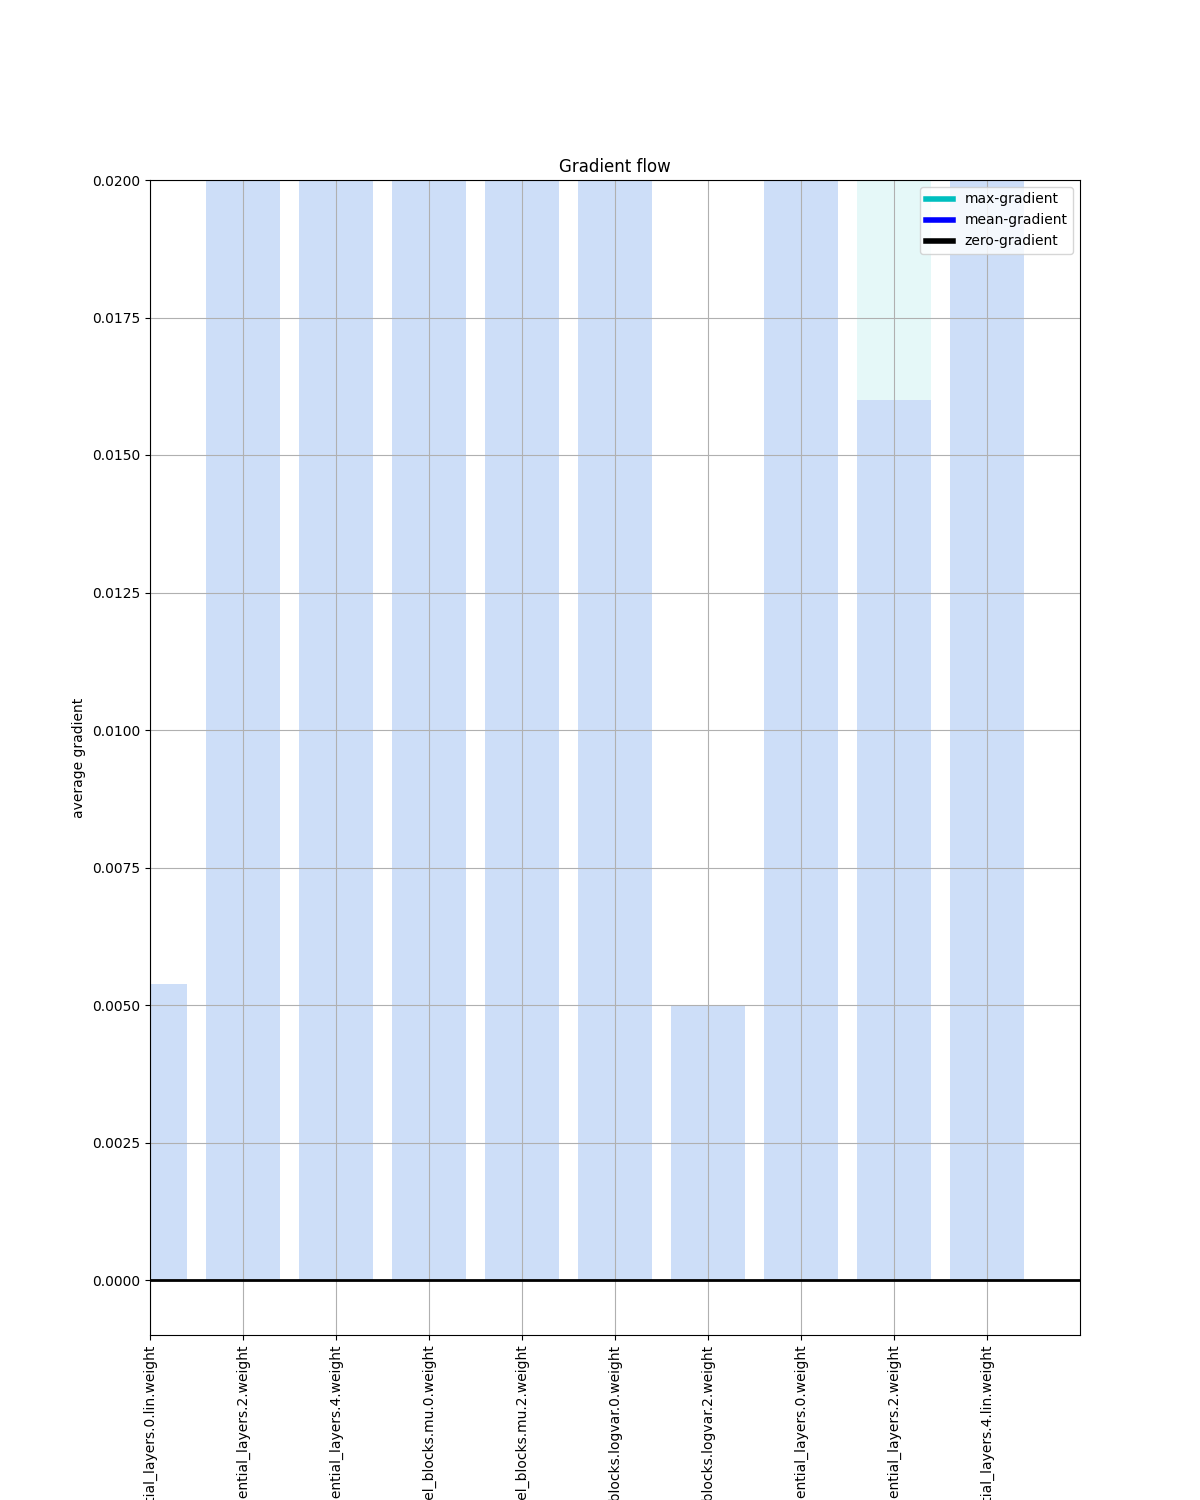 Gradient flow
max-gradient
mean-gradient
zero-gradient
average gradient
0.0200
0.0175
0.0150
0.0125
0.0100
0.0075
0.0050
0.0025
0.0000
tial_layers.0.lin.weight
ential_layers.2.weight
ential_layers.4.weight
el_blocks.mu.0.weight
el_blocks.mu.2.weight
blocks.logvar.0.weight
blocks.logvar.2.weight
ential_layers.0.weight
ential_layers.2.weight
tial_layers.4.lin.weight